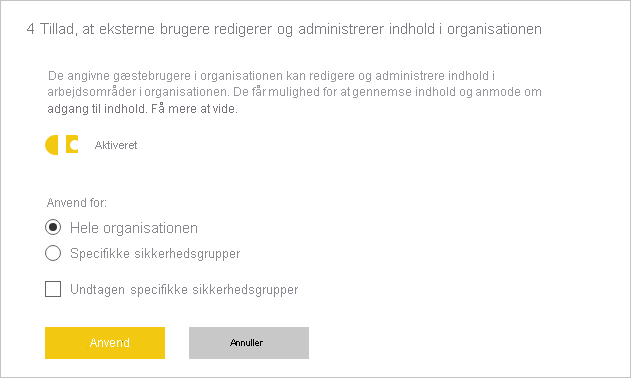 4 Tillad, at eksterne brugere redigerer og administrerer indhold i organisationen
De angivne gæstebrugere i organisationen kan redigere og administrere indhold i
arbejdsområder i organisationen. De får mulighed for at gennemse indhold og anmode om
adgang til indhold. Få mere at vide.
Aktiveret
Anvend for:
Hele organisationen
Specifikke sikkerhedsgrupper
Undtagen specifikke sikkerhedsgrupper
Anvend
Annuller